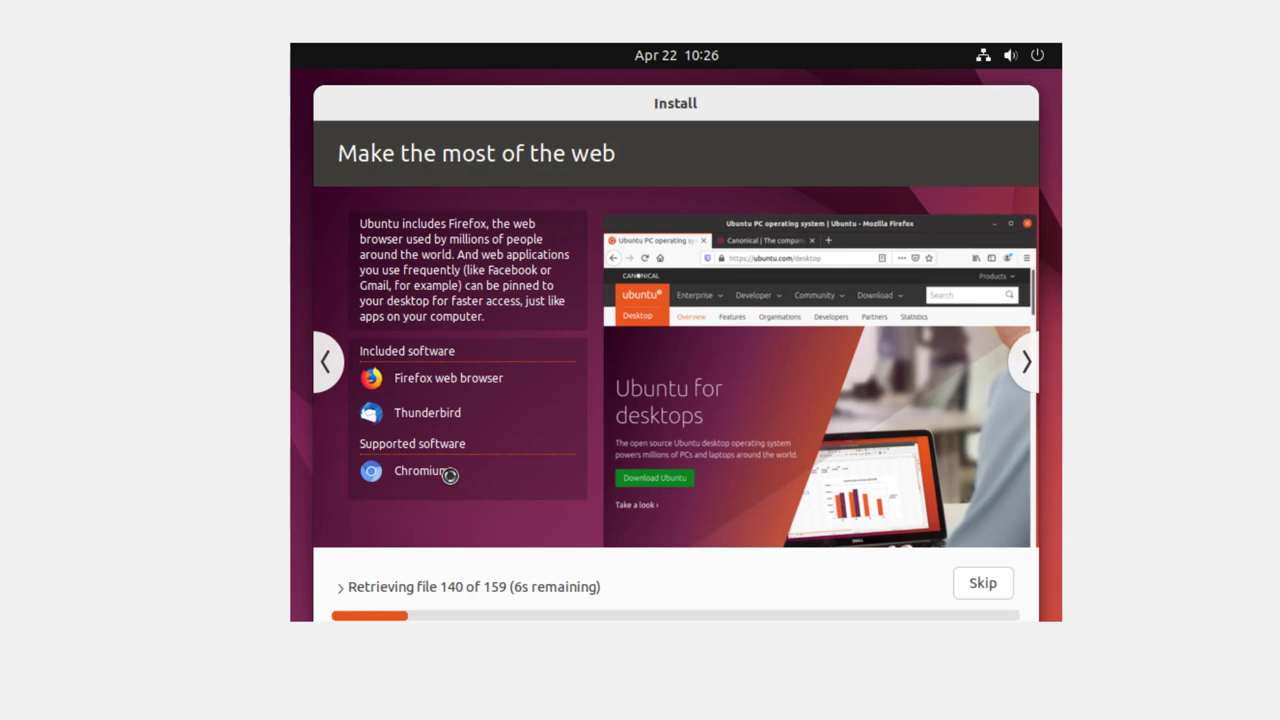 Apr 22 10:26
Install
Make the most of the web
Ubuntu includes Firefox, the web
browser used by millions of people
around the world. And web applications
you use frequently (like Facebook or
Gmail, for example) can be pinned to
your desktop for faster access, just like
apps on your computer.
Included software
Firefox web browser
Thunderbird
Supported software
Chromium
Ubuntu PC operating system | Ubuntu - Mozilla Firefox
Ubuntu PC operating sy
Canonical | The compan
https://ubuntu.com/desktop
CANONICAL
Products
ubuntu
Enterprise Developer Community Download Search
Desktop Overview Features Organisations Developers Partners Statistics
Ubuntu for
desktops
The open source Ubuntu desktop operating system
powers millions of PCs and laptops around the world.
Download Ubuntu
Take a look ›
DELL
Retrieving file 140 of 159 (6s remaining)
Skip